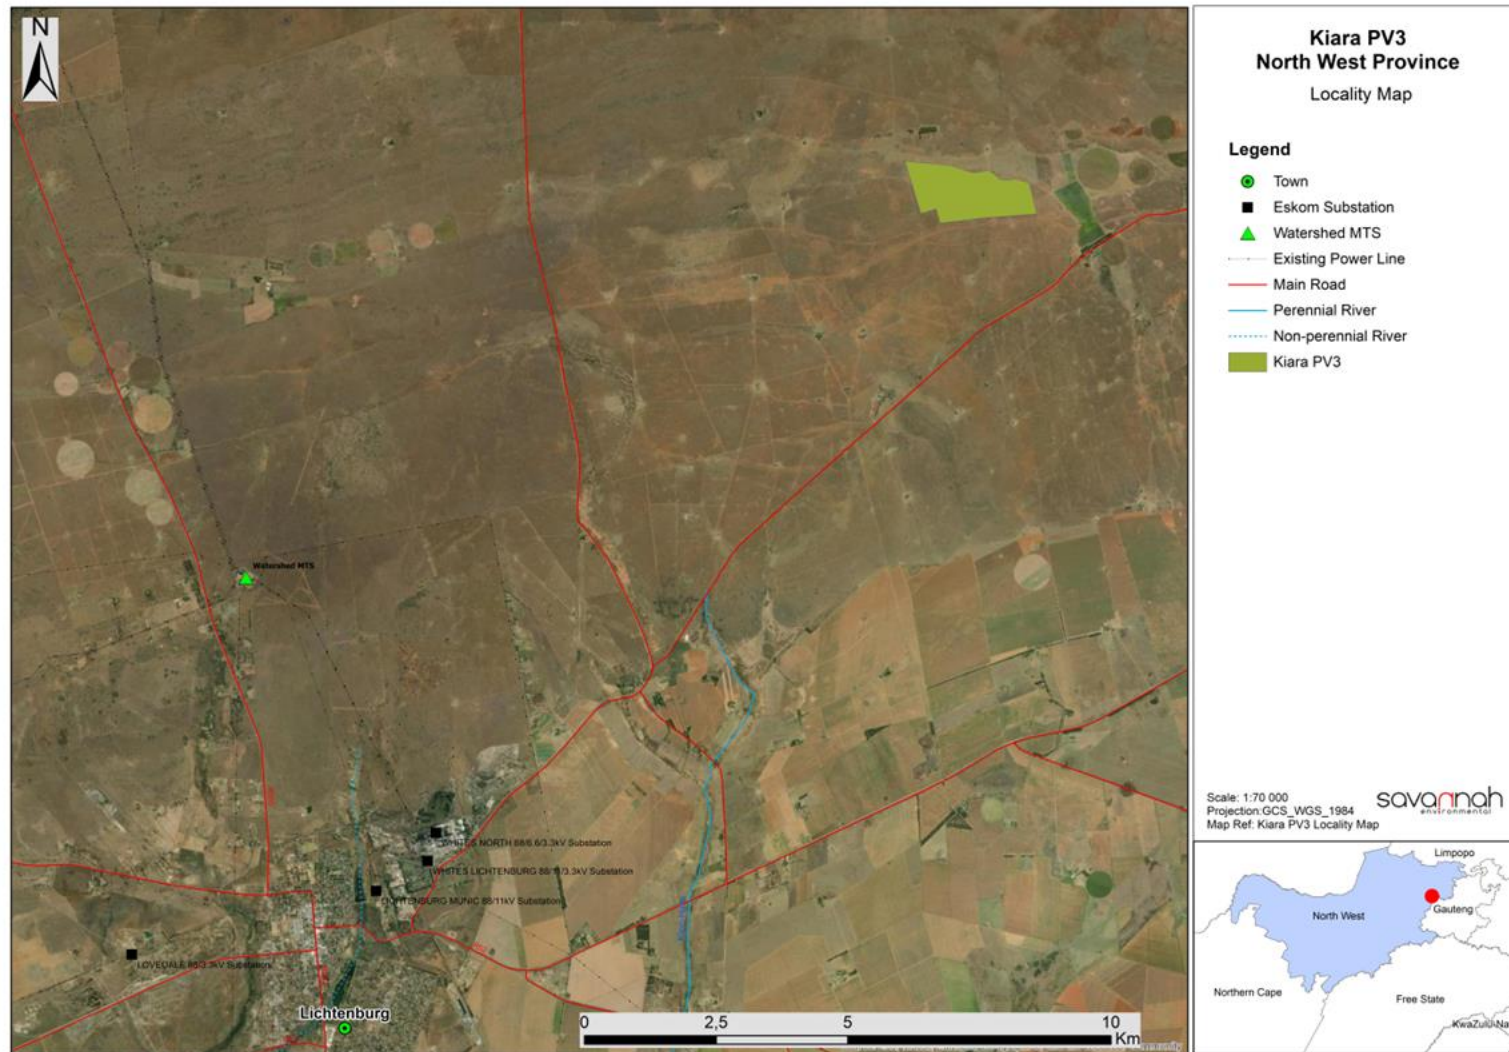 N
Watershed MTS
WHITES NORTH 88/6.6/3.3kV Substation
WHITES LICHTENBURG 88/11/3.3kV Substation
LICHTENBURG MUNIC 88/11kV Substation
LOVEDALE 88/3.3kV Substation
Lichtenburg
0 2,5 5 10
Km
Kiara PV3
North West Province
Locality Map
Legend
Town
Eskom Substation
Watershed MTS
Existing Power Line
Main Road
Perennial River
Non-perennial River
Kiara PV3
Scale: 1:70 000
Projection:GCS_WGS_1984
Map Ref: Kiara PV3 Locality Map
savannah
environmental
Limpopo
North West
Gauteng
Northern Cape
Free State
KwaZulu-Na